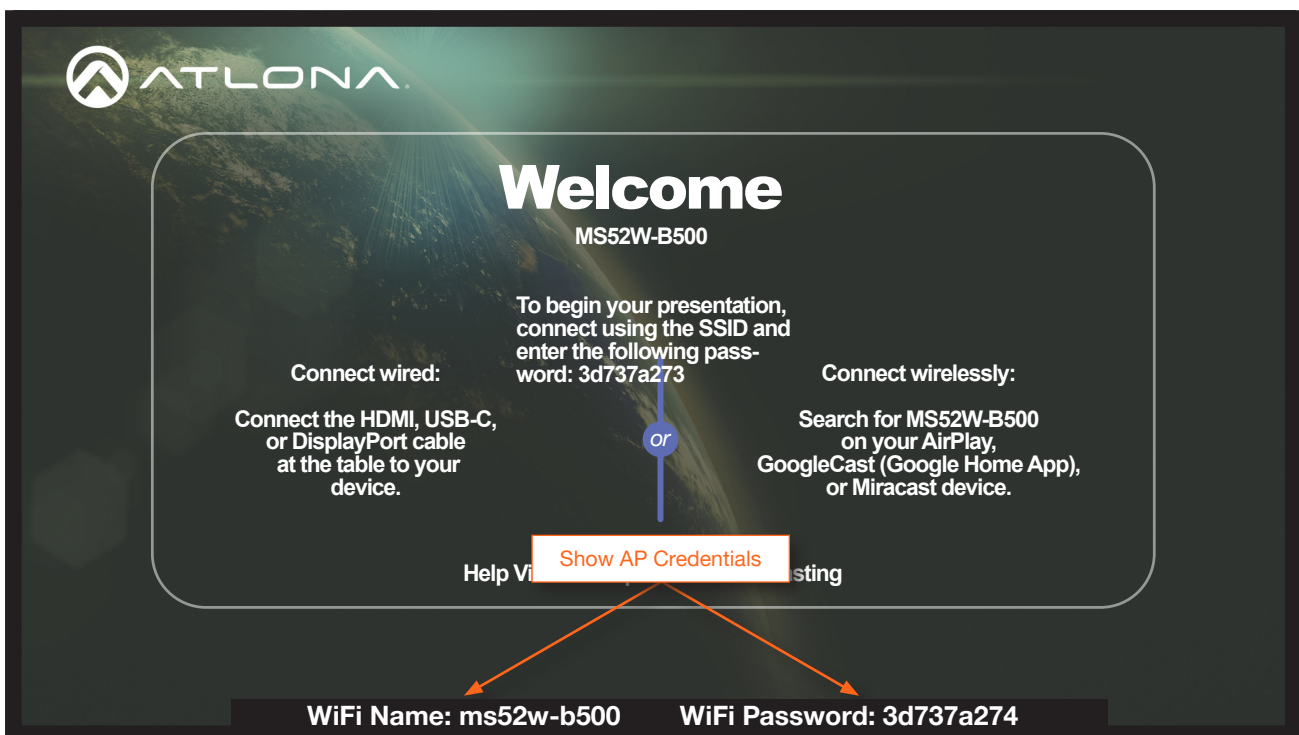 ATLONA.
Welcome
MS52W-B500
To begin your presentation,
connect using the SSID and
enter the following pass-
word: 3d737a273
Connect wired:
Connect the HDMI, USB-C,
or DisplayPort cable
at the table to your
device.
or
Connect wirelessly:
Search for MS52W-B500
on your AirPlay,
GoogleCast (Google Home App),
or Miracast device.
Show AP Credentials
Help
WiFi Name: ms52w-b500 WiFi Password: 3d737a274